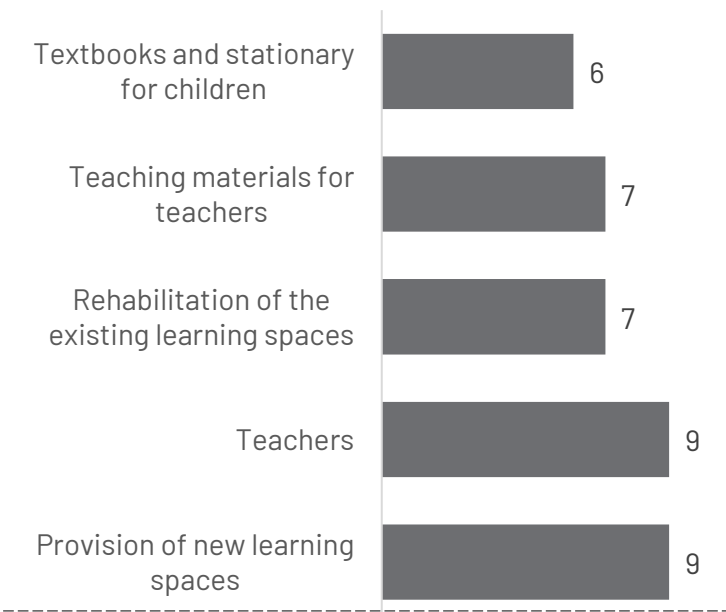 Textbooks and stationary
for children
6
Teaching materials for
teachers
7
Rehabilitation of the
existing learning spaces
7
Teachers
9
Provision of new learning
spaces
9